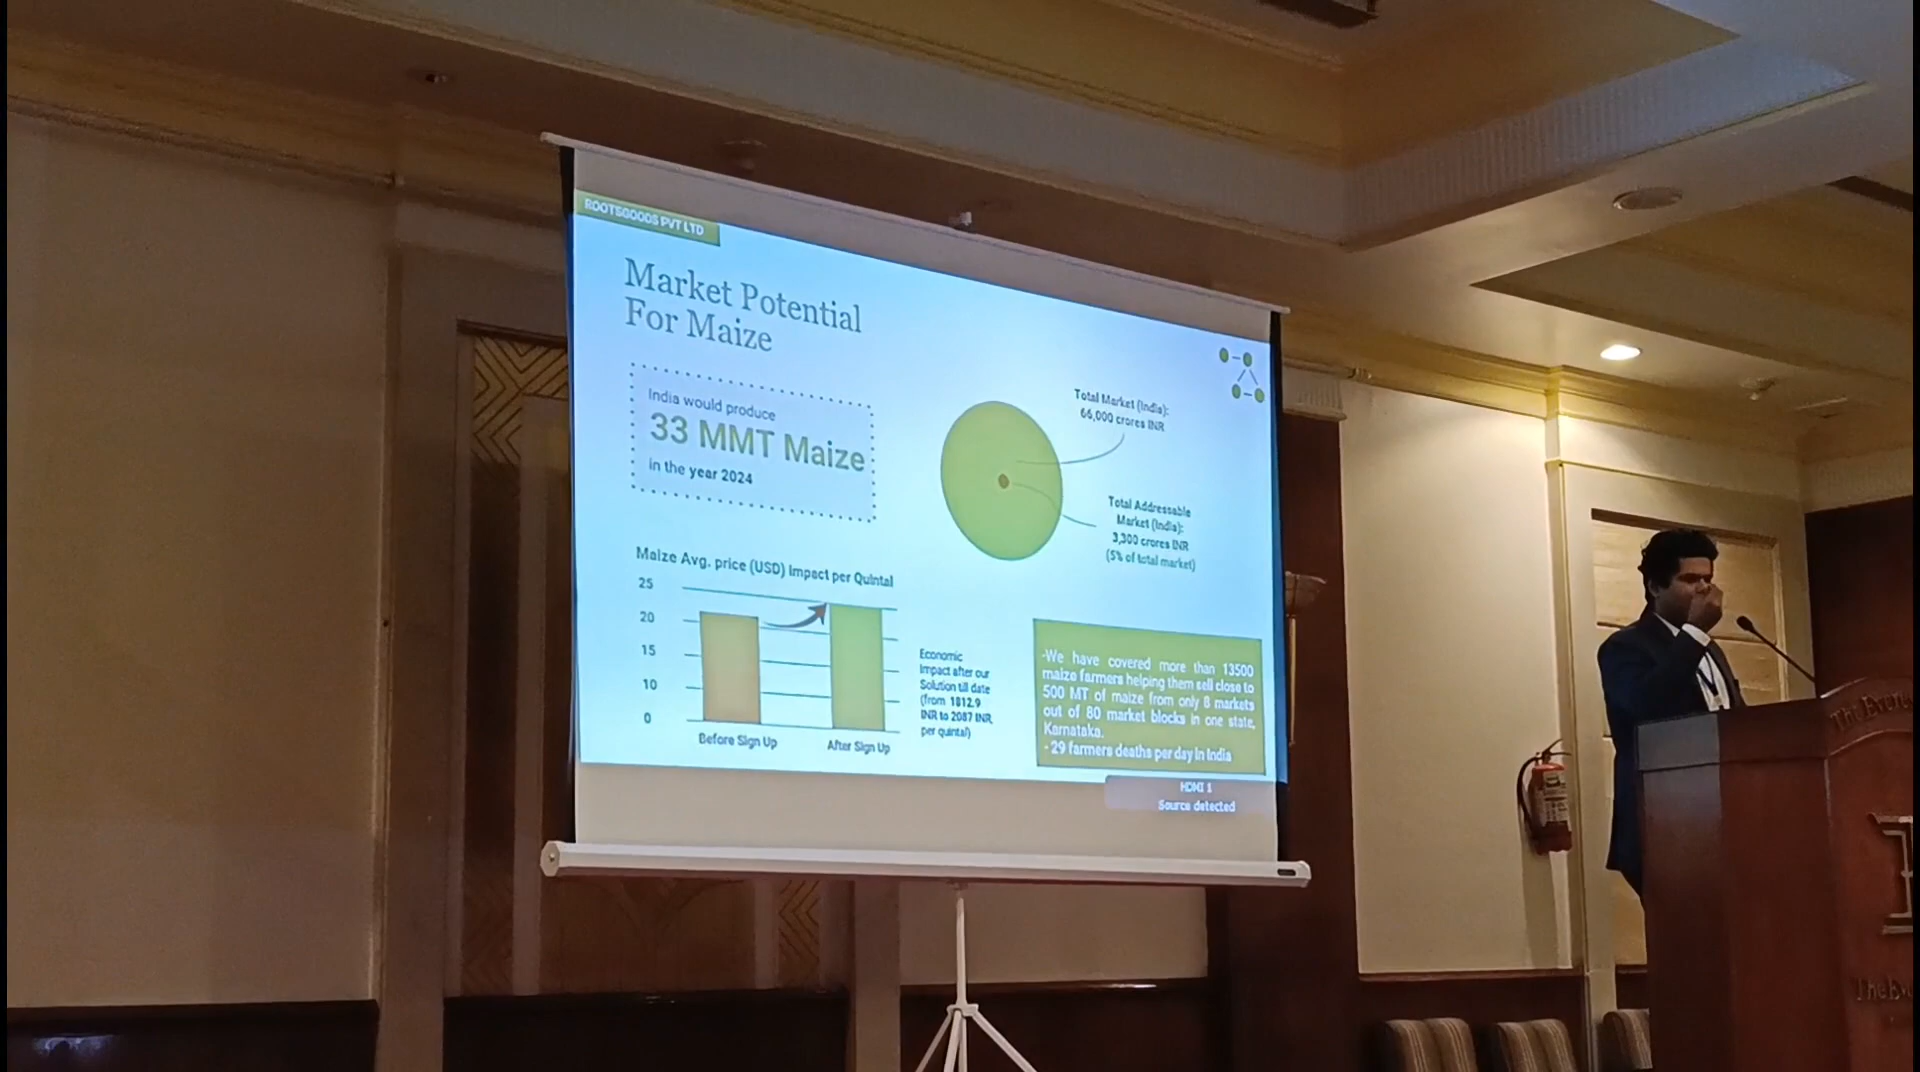 ROOTSGOODS PVT LTD
Market Potential
For Maize
India would produce
33 MMT Maize
in the year 2024
Total Market (India):
66,000 crores INR
Total Addressable
Market (India):
3,300 crores INR
(5% of total market)
Maize Avg. price (USD) Impact per Quintal
25
20
15
10
0
Before Sign Up
After Sign Up
Economic
Impact after our
Solution till date
(from 1812.9
INR to 2087 INR
per quintal)
-We have covered more than 13500
maize farmers helping them sell close to
500 MT of maize from only 8 markets
out of 80 market blocks in one state,
Karnataka.
- 29 farmers deaths per day in India
HDMI 1
Source detected